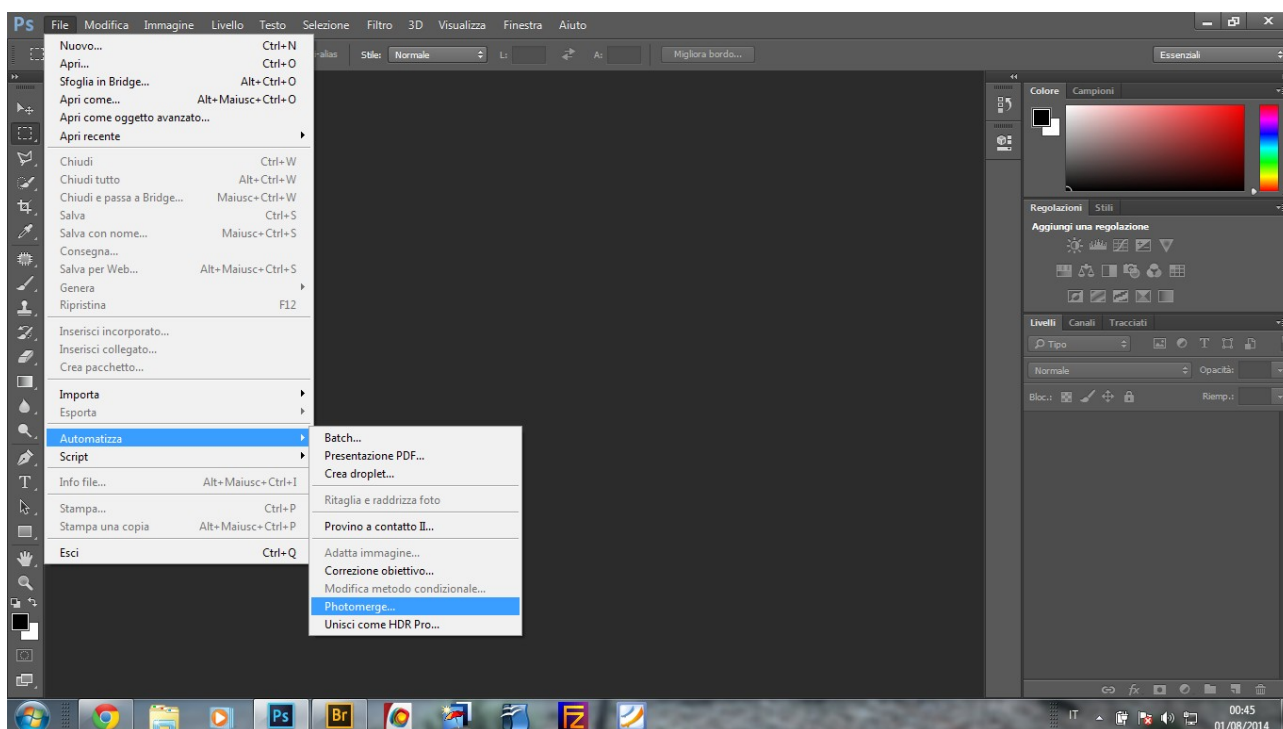 Ps File Modifica Immagine Livello Testo Selezione Filtro 3D Visualizza Finestra Aiuto
-alias Stile: Normale L: A: Migliora bordo... Essenziali
Nuovo... Ctrl+N
Apri... Ctrl+O
Sfoglia in Bridge... Alt+Ctrl+O
Apri come... Alt+Maiusc+Ctrl+O
Apri come oggetto avanzato...
Apri recente
Chiudi Ctrl+W
Chiudi tutto Alt+Ctrl+W
Chiudi e passa a Bridge... Maiusc+Ctrl+W
Salva Ctrl+S
Salva con nome... Maiusc+Ctrl+S
Consegna...
Salva per Web... Alt+Maiusc+Ctrl+S
Genera
Ripristina F12
Inserisci incorporato...
Inserisci collegato...
Crea pacchetto...
Importa
Esporta
Automatizza
Script
Info file... Alt+Maiusc+Ctrl+I
Stampa... Ctrl+P
Stampa una copia Alt+Maiusc+Ctrl+P
Esci Ctrl+Q
Batch...
Presentazione PDF...
Crea droplet...
Ritaglia e raddrizza foto
Provino a contatto II...
Adatta immagine...
Correzione obiettivo...
Modifica metodo condizionale...
Photomerge...
Unisci come HDR Pro...
Colore Campioni
Regolazioni Stili
Aggiungi una regolazione
Livelli Canali Tracciati
Tipo
Normale Opacità:
Bloc.: Riemp.:
fx
Ps Br IT 00:45
01/08/2014